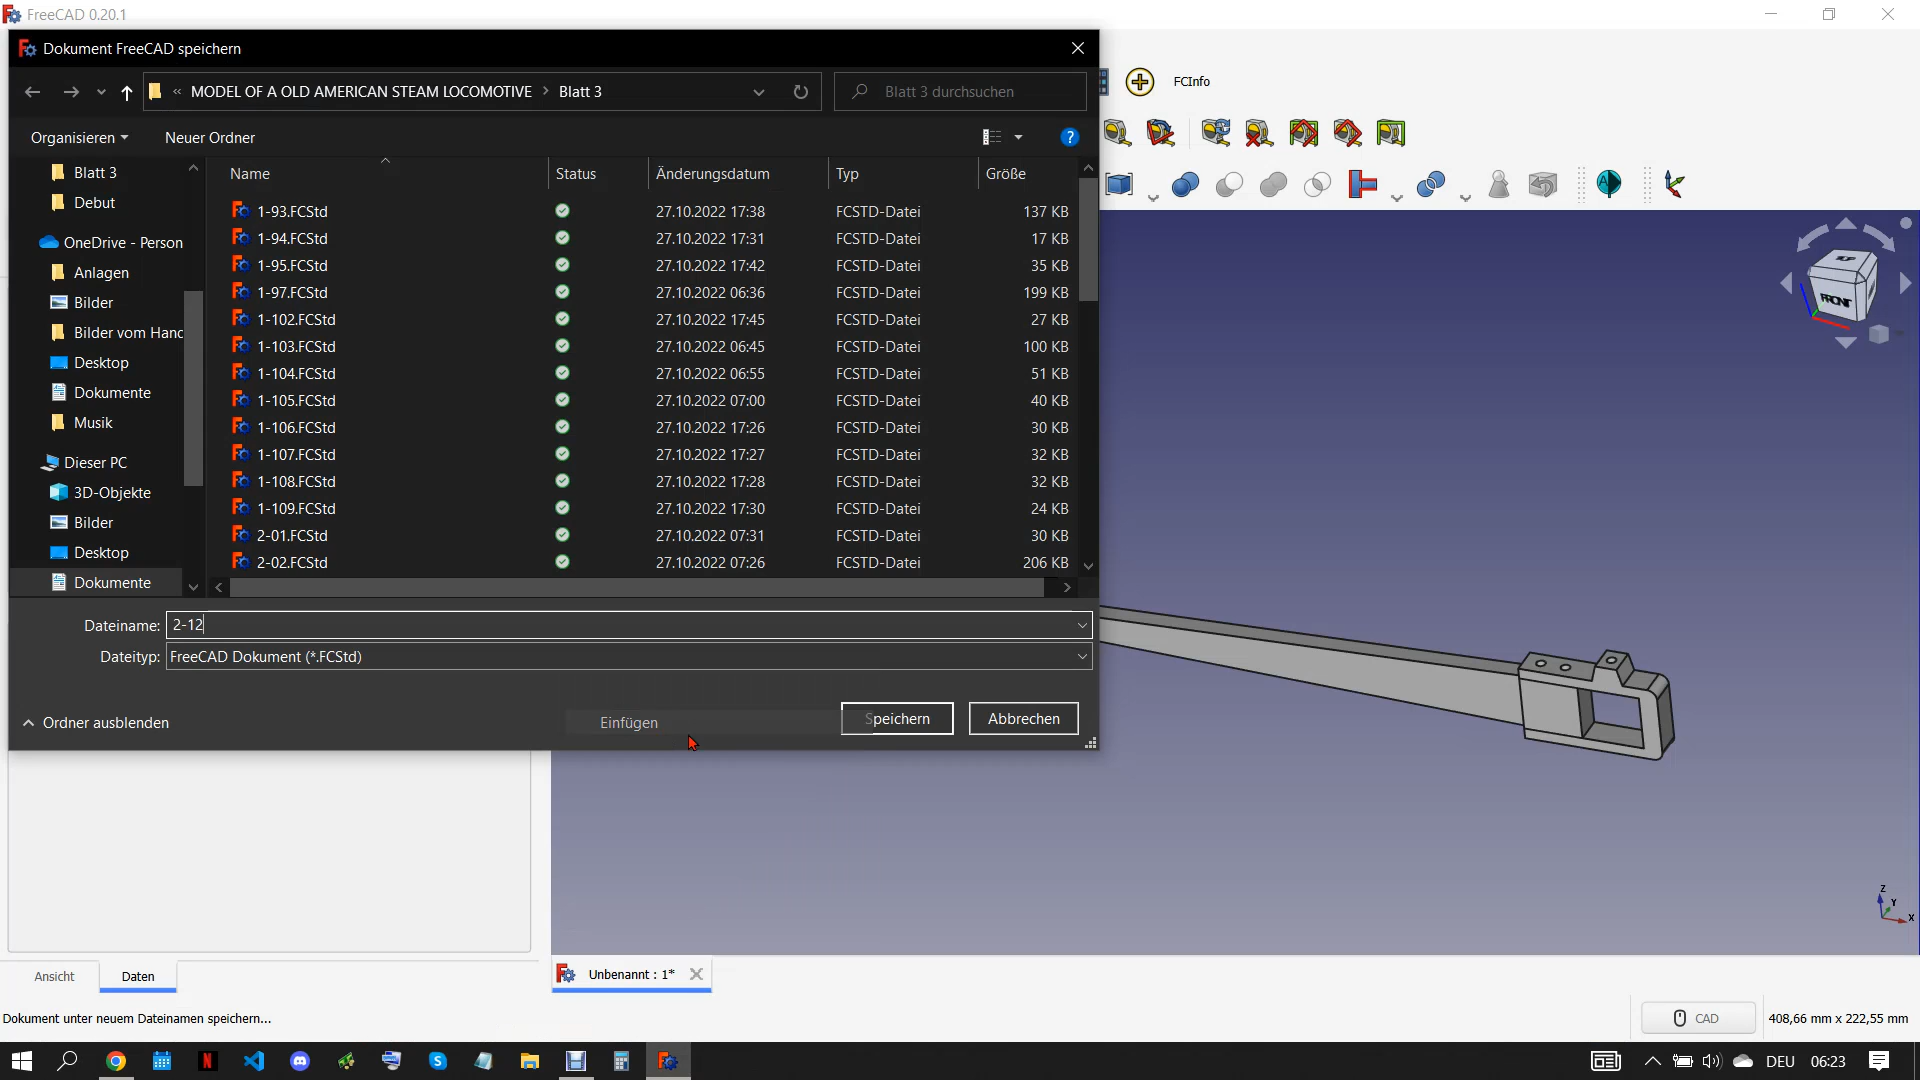 FreeCAD 0.20.1
Dokument FreeCAD speichern
« MODEL OF A OLD AMERICAN STEAM LOCOMOTIVE > Blatt 3
Blatt 3 durchsuchen
FCInfo
Organisieren
Neuer Ordner
Name Status Änderungsdatum Typ Größe
Blatt 3
Debut
OneDrive - Person
Anlagen
Bilder
Bilder vom Hand
Desktop
Dokumente
Musik
Dieser PC
3D-Objekte
Bilder
Desktop
Dokumente
1-93.FCStd 27.10.2022 17:38 FCSTD-Datei 137 KB
1-94.FCStd 27.10.2022 17:31 FCSTD-Datei 17 KB
1-95.FCStd 27.10.2022 17:42 FCSTD-Datei 35 KB
1-97.FCStd 27.10.2022 06:36 FCSTD-Datei 199 KB
1-102.FCStd 27.10.2022 17:45 FCSTD-Datei 27 KB
1-103.FCStd 27.10.2022 06:45 FCSTD-Datei 100 KB
1-104.FCStd 27.10.2022 06:55 FCSTD-Datei 51 KB
1-105.FCStd 27.10.2022 07:00 FCSTD-Datei 40 KB
1-106.FCStd 27.10.2022 17:26 FCSTD-Datei 30 KB
1-107.FCStd 27.10.2022 17:27 FCSTD-Datei 32 KB
1-108.FCStd 27.10.2022 17:28 FCSTD-Datei 32 KB
1-109.FCStd 27.10.2022 17:30 FCSTD-Datei 24 KB
2-01.FCStd 27.10.2022 07:31 FCSTD-Datei 30 KB
2-02.FCStd 27.10.2022 07:26 FCSTD-Datei 206 KB
Dateiname: 2-12
Dateityp: FreeCAD Dokument (*.FCStd)
Ordner ausblenden
Einfügen
Speichern
Abbrechen
TOP
FRONT
Z
Y
X
Ansicht
Daten
Unbenannt : 1*
Dokument unter neuem Dateinamen speichern...
CAD
408,66 mm x 222,55 mm
DEU
06:23